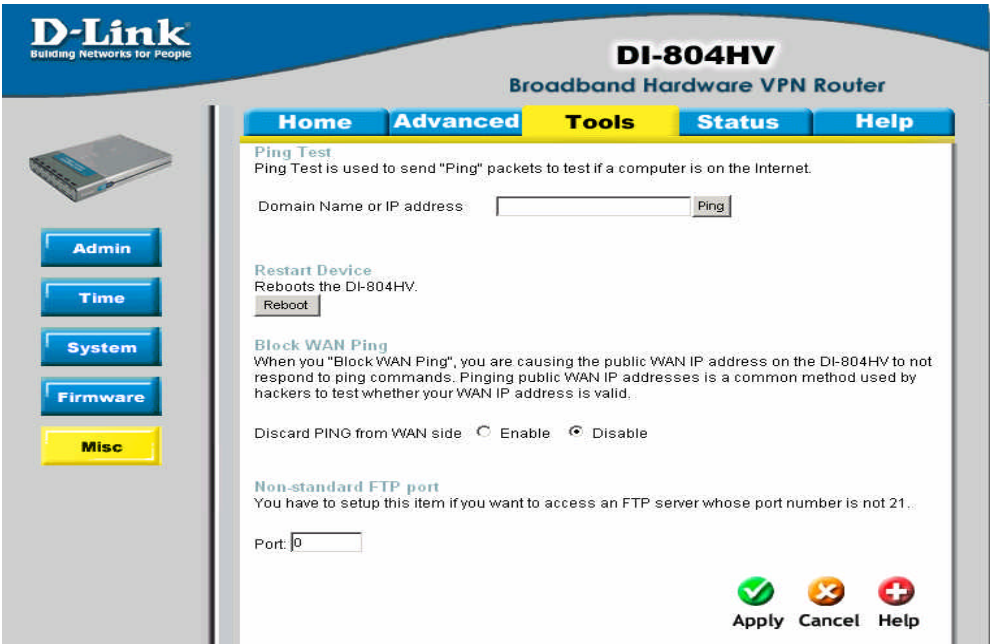 D-Link
Building Networks for People
DI-804HV
Broadband Hardware VPN Router
Home Advanced Tools Status Help
Admin
Time
System
Firmware
Misc
Ping Test
Ping Test is used to send "Ping" packets to test if a computer is on the Internet.
Domain Name or IP address Ping
Restart Device
Reboots the DI-804HV.
Reboot
Block WAN Ping
When you "Block WAN Ping", you are causing the public WAN IP address on the DI-804HV to not
respond to ping commands. Pinging public WAN IP addresses is a common method used by
hackers to test whether your WAN IP address is valid.
Discard PING from WAN side Enable Disable
Non-standard FTP port
You have to setup this item if you want to access an FTP server whose port number is not 21.
Port: 0
Apply Cancel Help